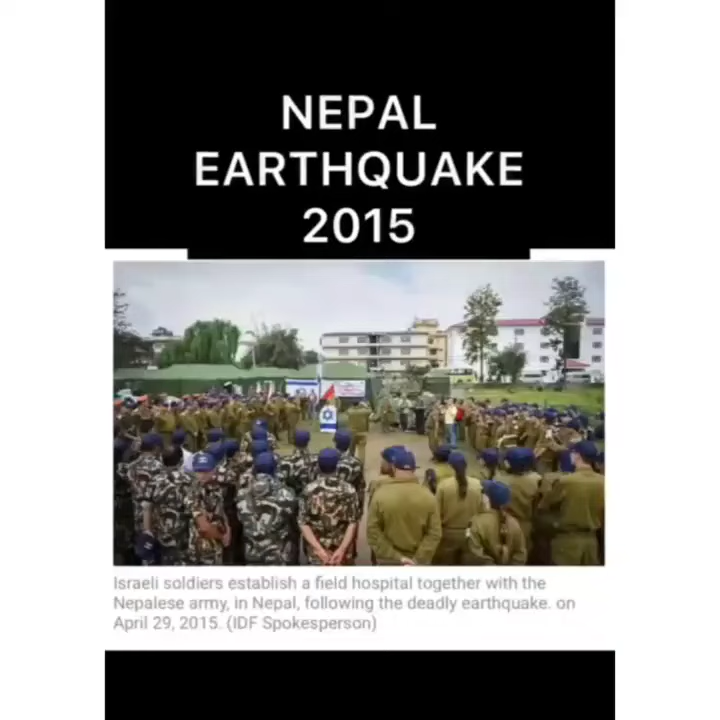 NEPAL
EARTHQUAKE
2015
Israeli soldiers establish a field hospital together with the
Nepalese army, in Nepal, following the deadly earthquake. on
April 29, 2015. (IDF Spokesperson)